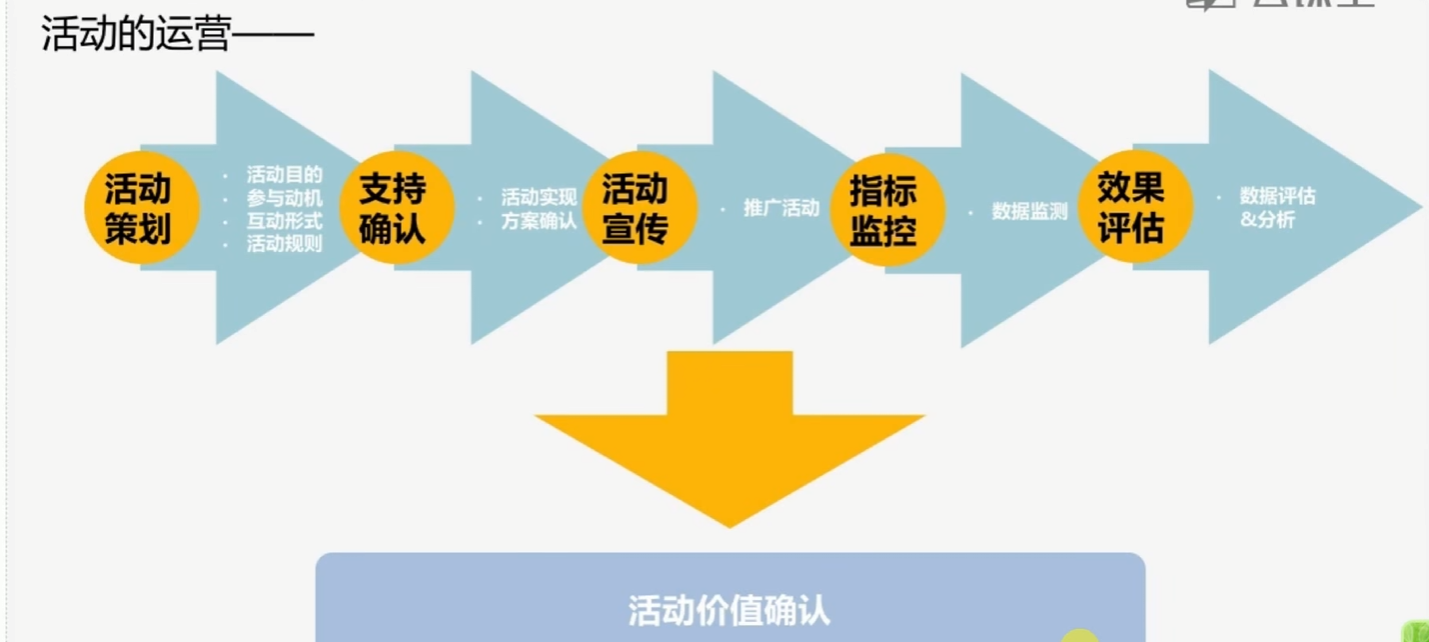 活动的运营——
活动
策划
· 活动目的
· 参与动机
· 互动形式
· 活动规则
支持
确认
· 活动实现
· 方案确认
活动
宣传
· 推广活动
指标
监控
· 数据监测
效果
评估
· 数据评估
&分析
活动价值确认